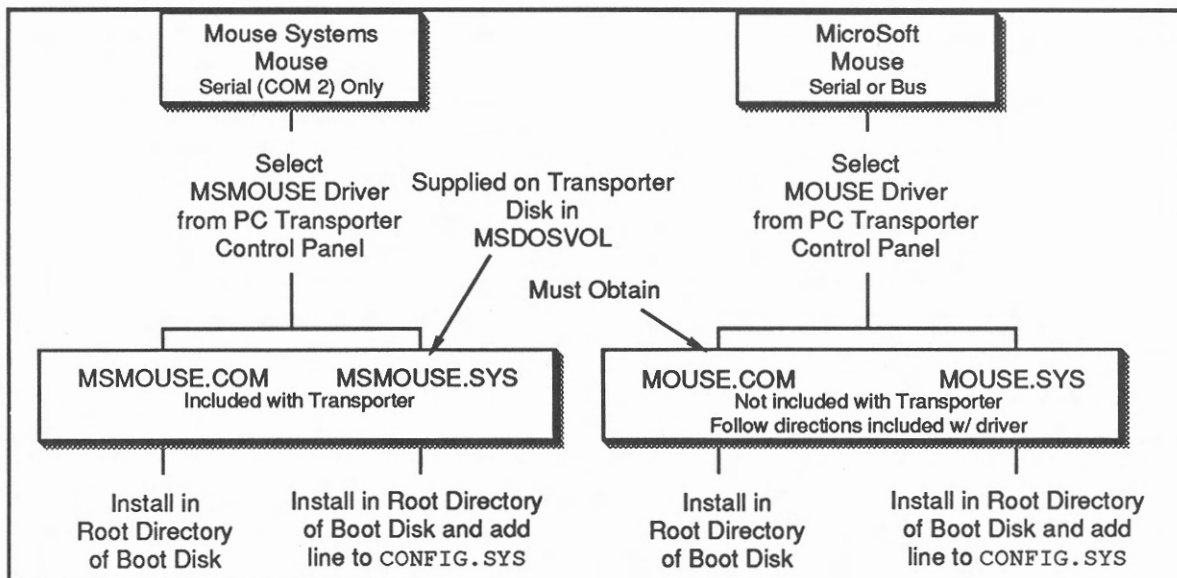 Mouse Systems
Mouse
Serial (COM 2) Only
MicroSoft
Mouse
Serial or Bus
Select
MSMOUSE Driver
from PC Transporter
Control Panel
Supplied on Transporter
Disk in
MSDOSVOL
Select
MOUSE Driver
from PC Transporter
Control Panel
Must Obtain
MSMOUSE.COM MSMOUSE.SYS
Included with Transporter
MOUSE.COM MOUSE.SYS
Not included with Transporter
Follow directions included w/ driver
Install in
Root Directory
of Boot Disk
Install in Root Directory
of Boot Disk and add
line to CONFIG.SYS
Install in
Root Directory
of Boot Disk
Install in Root Directory
of Boot Disk and add
line to CONFIG.SYS